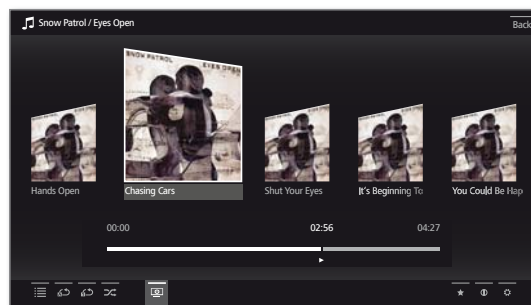 Snow Patrol / Eyes Open
Back
SNOW PATROL EYES OPEN
Hands Open
Chasing Cars
Shut Your Eyes
It's Beginning To
You Could Be Hap
00:00 02:56 04:27